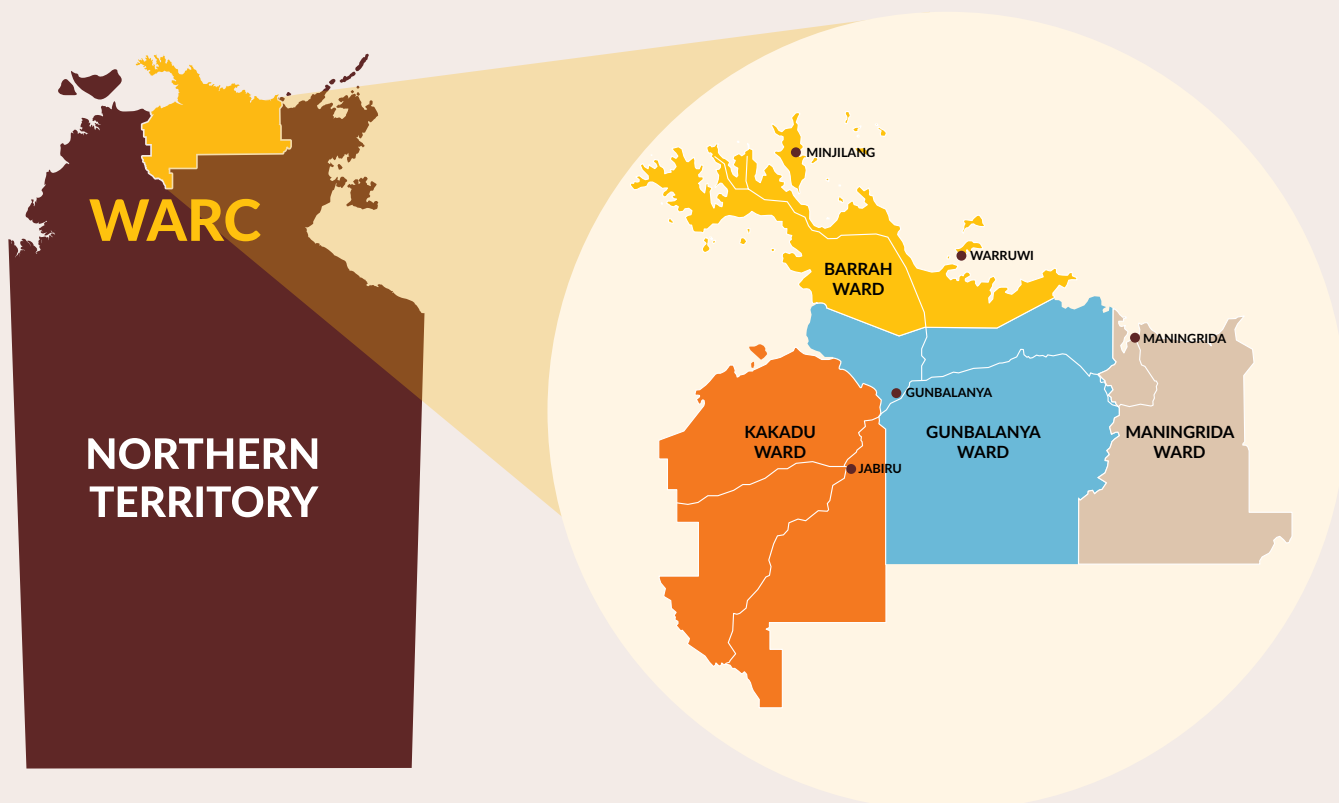 WARC
NORTHERN
TERRITORY
MINJILANG
WARRUWI
BARRAH
WARD
MANINGRIDA
GUNBALANYA
KAKADU
WARD
GUNBALANYA
WARD
MANINGRIDA
WARD
JABIRU